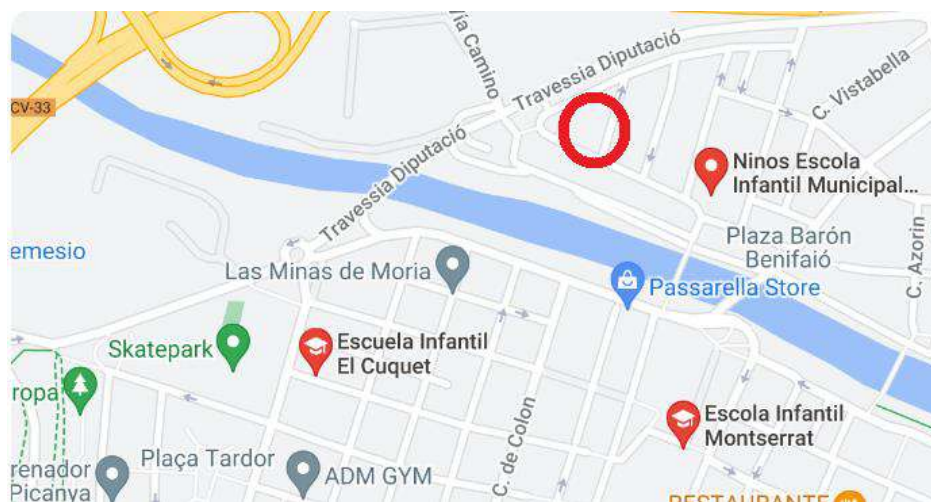 ía Camino
Travessia Diputació
C. Vistabella
CV-33
Travessia Diputació
Ninos Escola
Infantil Municipal...
emesio
Las Minas de Moria
Plaza Barón
Benifaió
C. Azorin
Passarella Store
Skatepark
Escuela Infantil
El Cuquet
ropa
C. de Colon
Escola Infantil
Montserrat
Plaça Tardor
ADM GYM
renador
Picanya
RESTAURANTE